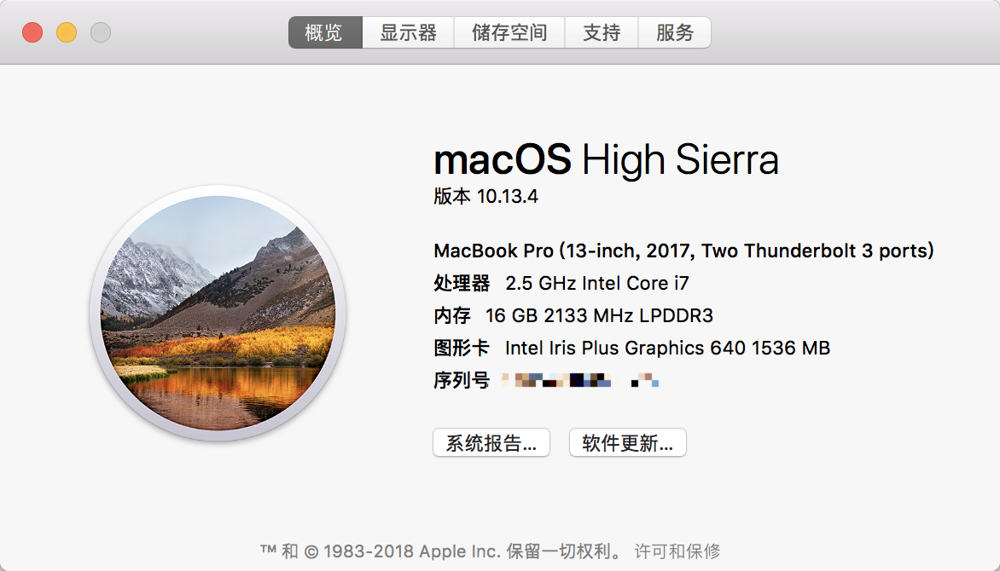 概览 显示器 储存空间 支持 服务
macOS High Sierra
版本 10.13.4
MacBook Pro (13-inch, 2017, Two Thunderbolt 3 ports)
处理器 2.5 GHz Intel Core i7
内存 16 GB 2133 MHz LPDDR3
图形卡 Intel Iris Plus Graphics 640 1536 MB
序列号
系统报告... 软件更新...
™ 和 © 1983-2018 Apple Inc. 保留一切权利。 许可和保修